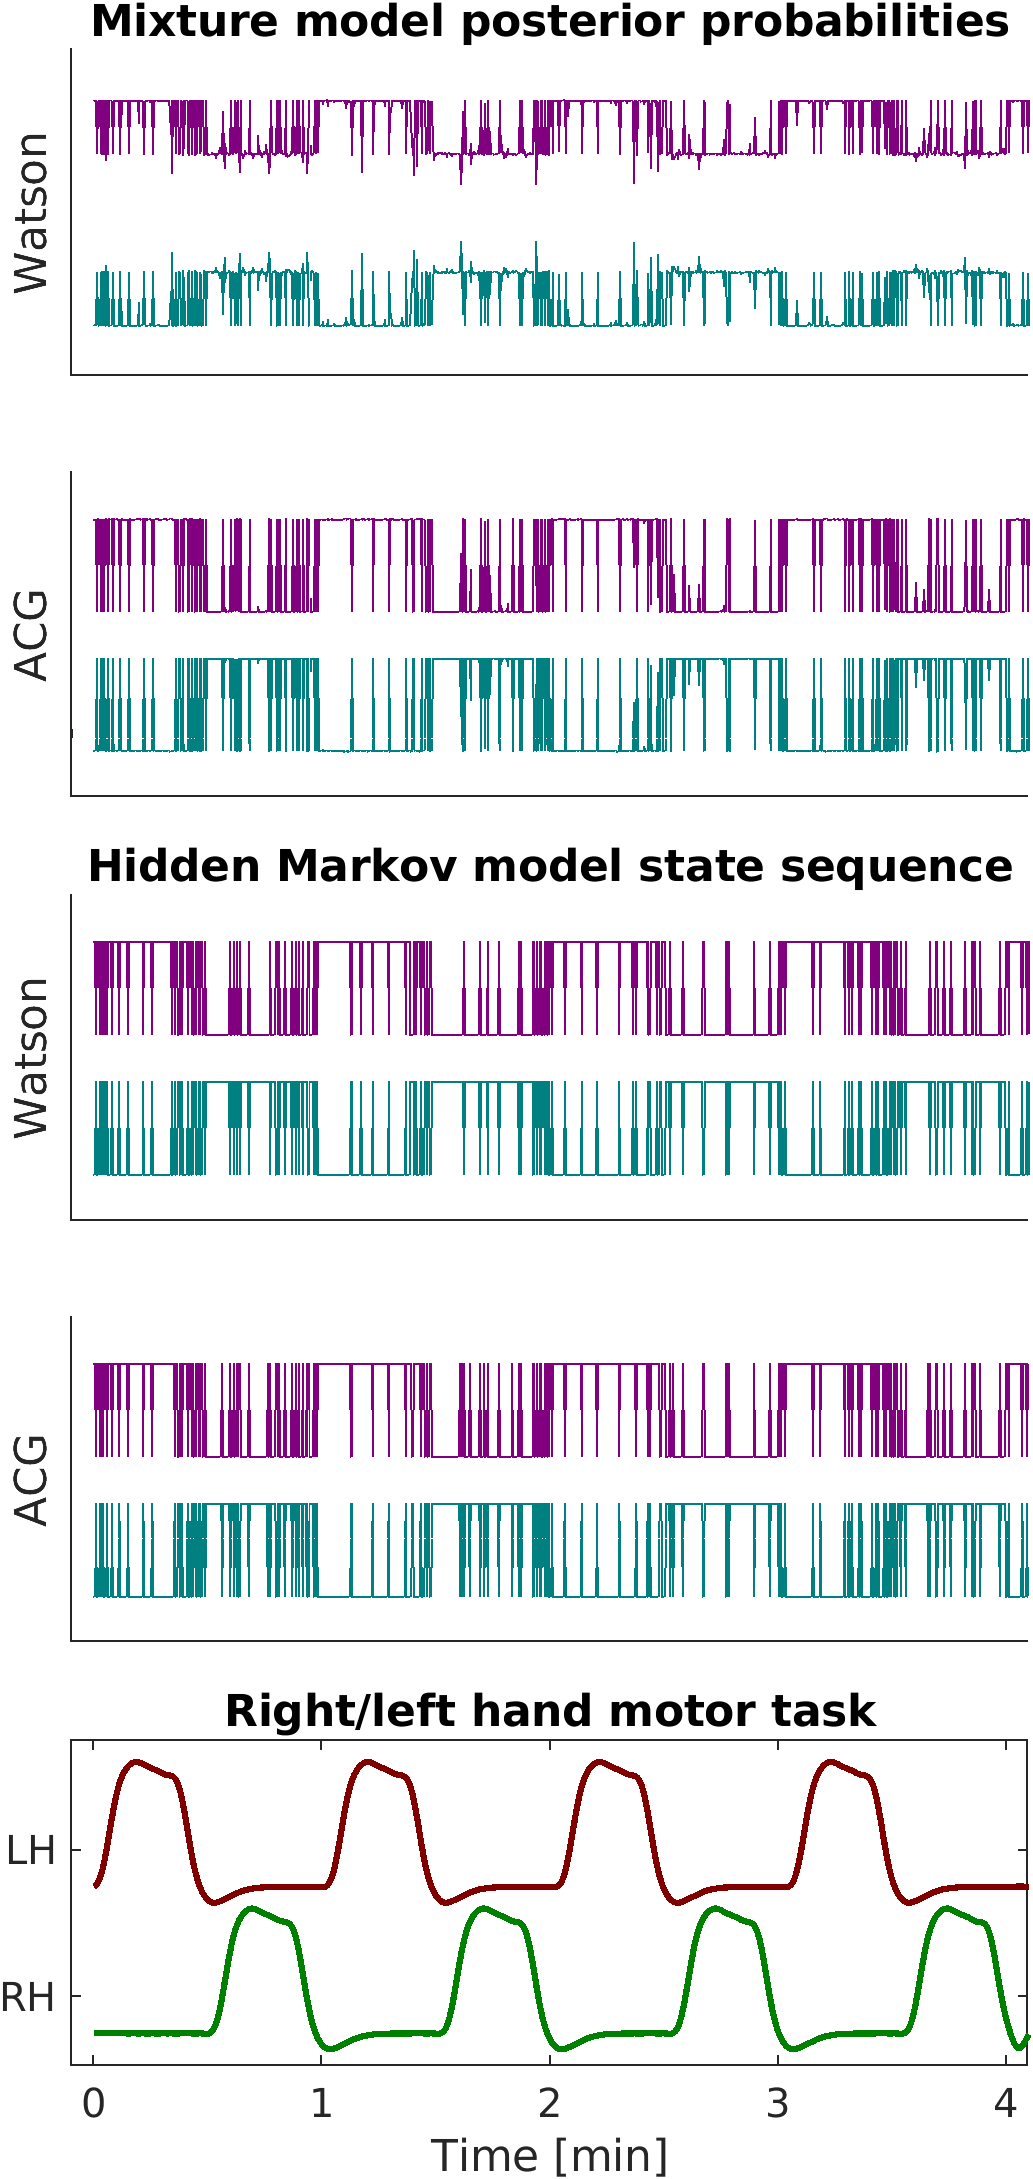 Mixture model posterior probabilities
Watson
ACG
Hidden Markov model state sequence
Watson
ACG
Right/left hand motor task
LH
RH
0 1 2 3 4
Time [min]